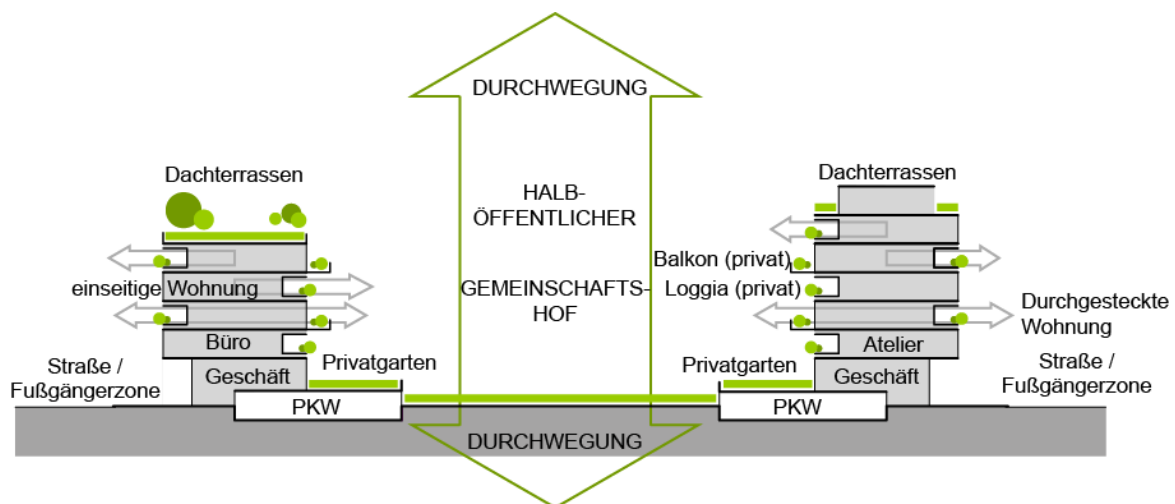 DURCHWEGUNG
Dachterrassen
Dachterrassen
HALB-
ÖFFENTLICHER
Balkon (privat)
einseitige Wohnung
GEMEINSCHAFTS-
HOF
Loggia (privat)
Durchgesteckte
Wohnung
Büro
Atelier
Straße /
Fußgängerzone
Geschäft
Privatgarten
Privatgarten
Geschäft
Straße /
Fußgängerzone
PKW
PKW
DURCHWEGUNG